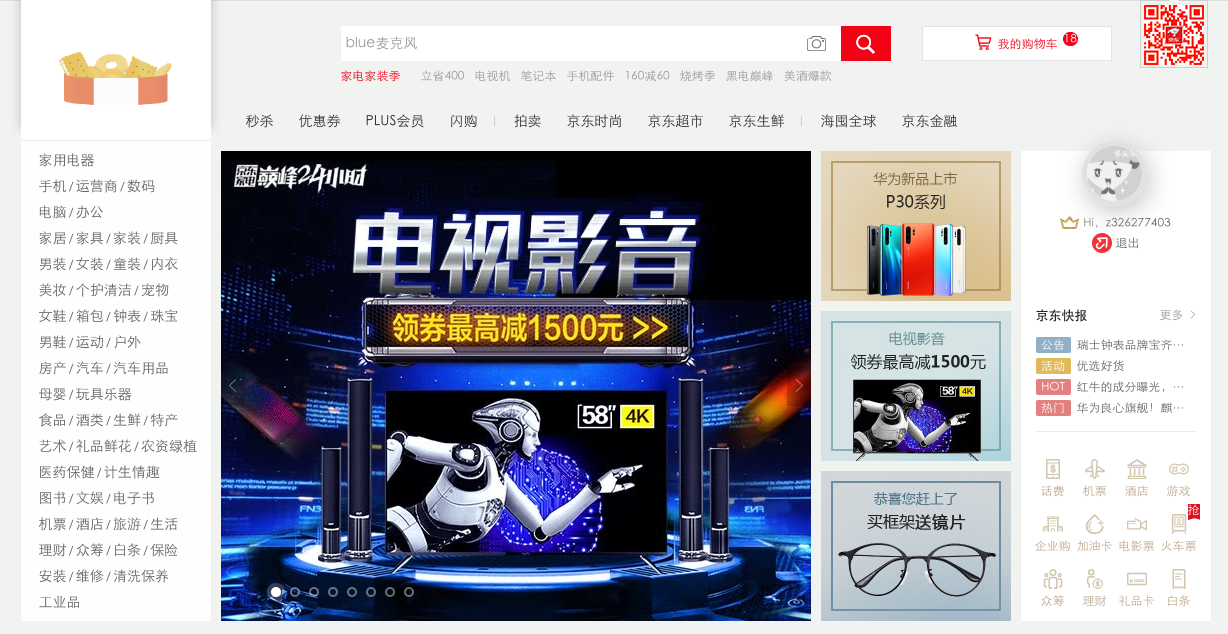 blue麦克风
我的购物车 18
家电家装季 立省400 电视机 笔记本 手机配件 160减60 烧烤季 黑电巅峰 美酒爆款
秒杀 优惠券 PLUS会员 闪购 拍卖 京东时尚 京东超市 京东生鲜 海囤全球 京东金融
家用电器
手机 / 运营商 / 数码
电脑 / 办公
家居 / 家具 / 家装 / 厨具
男装 / 女装 / 童装 / 内衣
美妆 / 个护清洁 / 宠物
女鞋 / 箱包 / 钟表 / 珠宝
男鞋 / 运动 / 户外
房产 / 汽车 / 汽车用品
母婴 / 玩具乐器
食品 / 酒类 / 生鲜 / 特产
艺术 / 礼品鲜花 / 农资绿植
医药保健 / 计生情趣
图书 / 文娱 / 电子书
机票 / 酒店 / 旅游 / 生活
理财 / 众筹 / 白条 / 保险
安装 / 维修 / 清洗保养
工业品
巅峰24小时
电视影音
领券最高减1500元 >>
58" 4K
华为新品上市
P30系列
电视影音
领券最高减1500元
58" 4K
恭喜您赶上了
买框架送镜片
Hi, z326277403
退出
京东快报 更多 >
公告 瑞士钟表品牌宝齐···
活动 优选好货
HOT 红牛的成分曝光，···
热门 华为良心旗舰！麒···
话费 机票 酒店 游戏
抢
企业购 加油卡 电影票 火车票
众筹 理财 礼品卡 白条